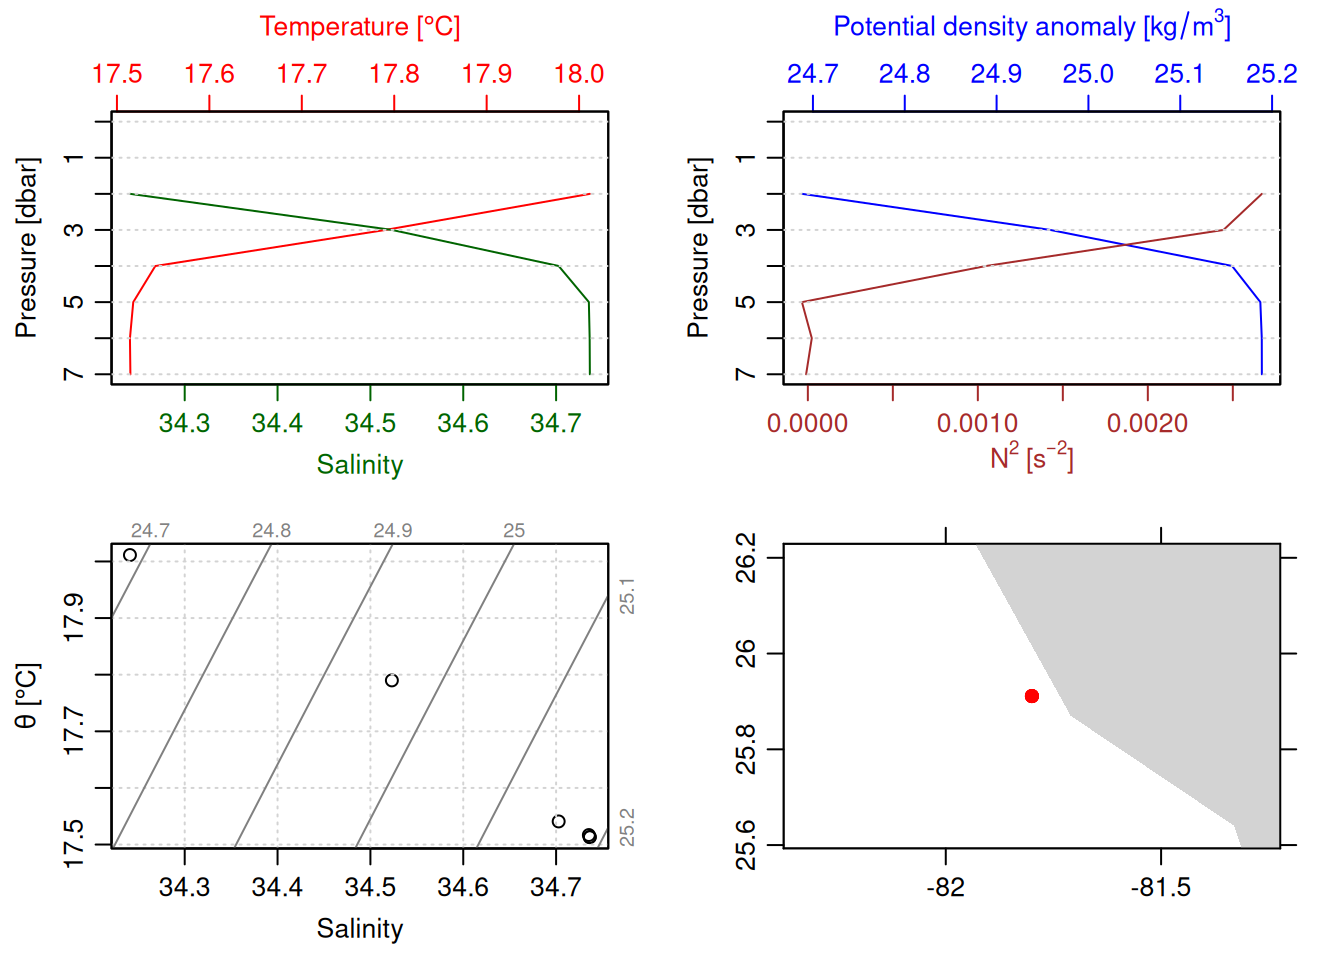 Temperature [°C]
17.5 17.6 17.7 17.8 17.9 18.0
Pressure [dbar]
1
3
5
7
34.3 34.4 34.5 34.6 34.7
Salinity
Potential density anomaly [kg/m³]
24.7 24.8 24.9 25.0 25.1 25.2
Pressure [dbar]
1
3
5
7
0.0000 0.0010 0.0020
N² [s⁻²]
24.7 24.8 24.9 25
25.1
25.2
θ [°C]
17.9
17.7
17.5
34.3 34.4 34.5 34.6 34.7
Salinity
26.2
26
25.8
25.6
-82 -81.5